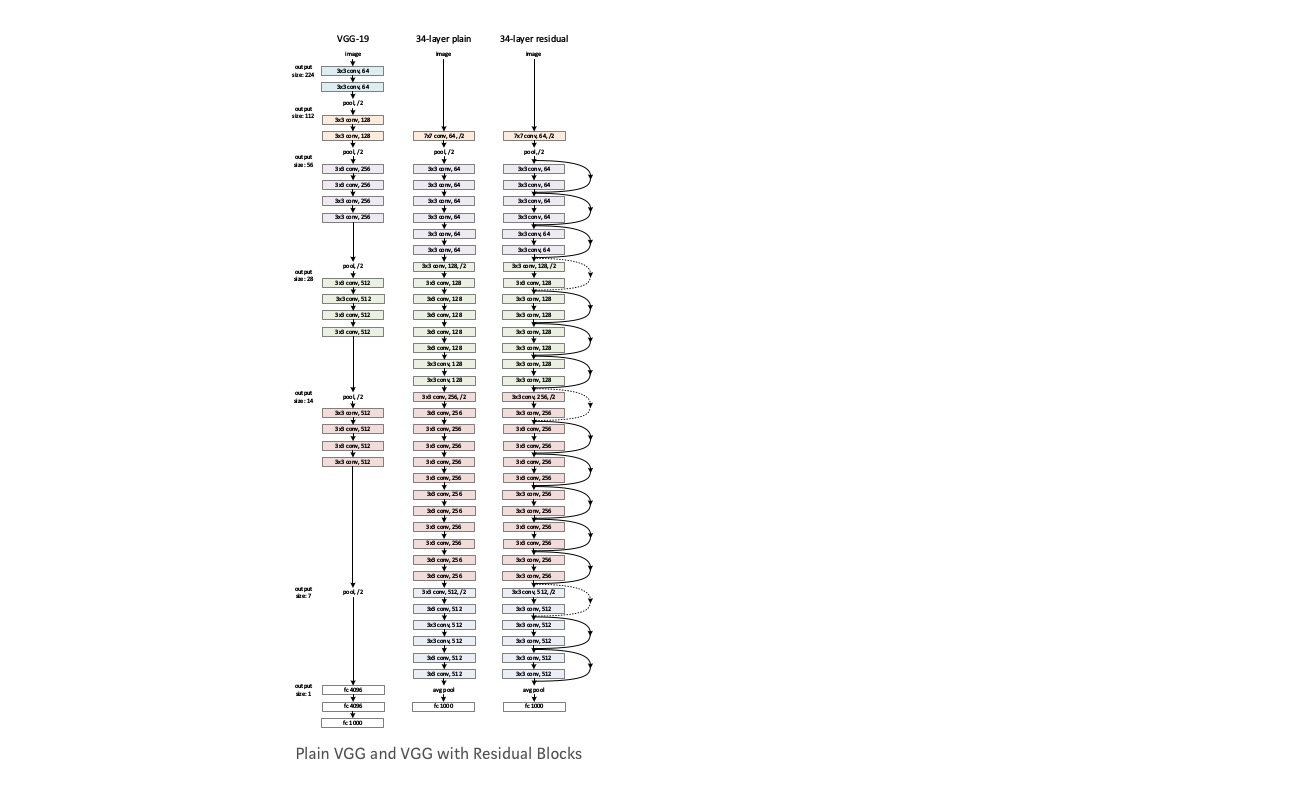 VGG-19 34-layer plain 34-layer residual
image image image
output size: 224
3x3 conv, 64
3x3 conv, 64
pool, /2
output size: 112
3x3 conv, 128
3x3 conv, 128 7x7 conv, 64, /2 7x7 conv, 64, /2
pool, /2 pool, /2 pool, /2
output size: 56
3x3 conv, 256 3x3 conv, 64 3x3 conv, 64
3x3 conv, 256 3x3 conv, 64 3x3 conv, 64
3x3 conv, 256 3x3 conv, 64 3x3 conv, 64
3x3 conv, 256 3x3 conv, 64 3x3 conv, 64
3x3 conv, 64 3x3 conv, 64
3x3 conv, 64 3x3 conv, 64
pool, /2 3x3 conv, 128, /2 3x3 conv, 128, /2
output size: 28
3x3 conv, 512 3x3 conv, 128 3x3 conv, 128
3x3 conv, 512 3x3 conv, 128 3x3 conv, 128
3x3 conv, 512 3x3 conv, 128 3x3 conv, 128
3x3 conv, 512 3x3 conv, 128 3x3 conv, 128
3x3 conv, 128 3x3 conv, 128
3x3 conv, 128 3x3 conv, 128
3x3 conv, 128 3x3 conv, 128
output size: 14
pool, /2 3x3 conv, 256, /2 3x3 conv, 256, /2
3x3 conv, 512 3x3 conv, 256 3x3 conv, 256
3x3 conv, 512 3x3 conv, 256 3x3 conv, 256
3x3 conv, 512 3x3 conv, 256 3x3 conv, 256
3x3 conv, 512 3x3 conv, 256 3x3 conv, 256
3x3 conv, 256 3x3 conv, 256
3x3 conv, 256 3x3 conv, 256
3x3 conv, 256 3x3 conv, 256
3x3 conv, 256 3x3 conv, 256
3x3 conv, 256 3x3 conv, 256
3x3 conv, 256 3x3 conv, 256
3x3 conv, 256 3x3 conv, 256
output size: 7
pool, /2 3x3 conv, 512, /2 3x3 conv, 512, /2
3x3 conv, 512 3x3 conv, 512
3x3 conv, 512 3x3 conv, 512
3x3 conv, 512 3x3 conv, 512
3x3 conv, 512 3x3 conv, 512
3x3 conv, 512 3x3 conv, 512
output size: 1
fc 4096 avg pool avg pool
fc 4096 fc 1000 fc 1000
fc 1000
Plain VGG and VGG with Residual Blocks